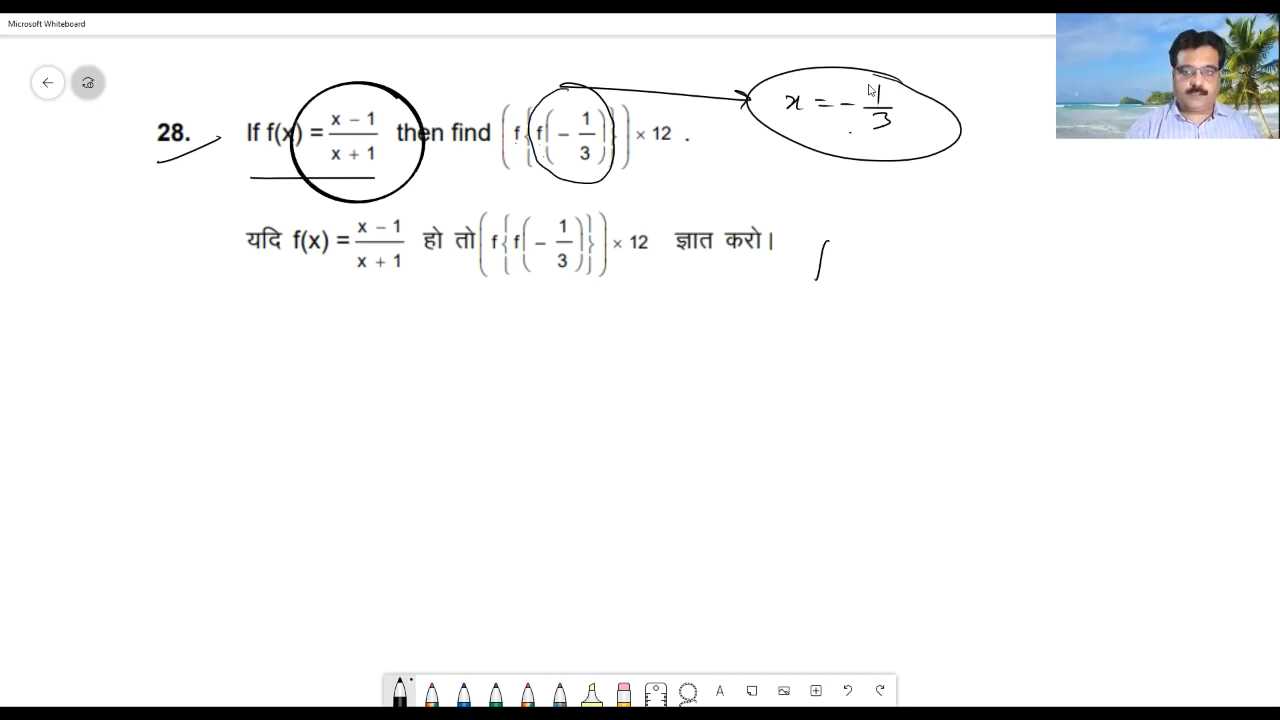 Microsoft Whiteboard
28. If f(x) = (x − 1)/(x + 1) then find (f{f(−1/3)}) × 12 .
x = −1/3
यदि f(x) = (x − 1)/(x + 1) हो तो (f{f(−1/3)}) × 12 ज्ञात करो।
A